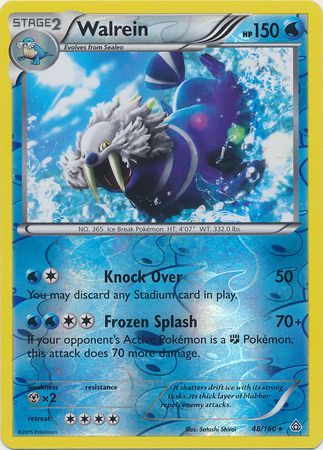 STAGE2
Walrein
HP150
Evolves from Sealeo
NO. 365 Ice Break Pokémon HT: 4'07" WT: 332.0 lbs.
Knock Over 50
You may discard any Stadium card in play.
Frozen Splash 70+
If your opponent's Active Pokémon is a Pokémon,
this attack does 70 more damage.
weakness resistance
×2
retreat
It shatters drift ice with its strong
tusks. Its thick layer of blubber
repels enemy attacks.
©2015 Pokémon
Illus. Satoshi Shirai
48/160 ★